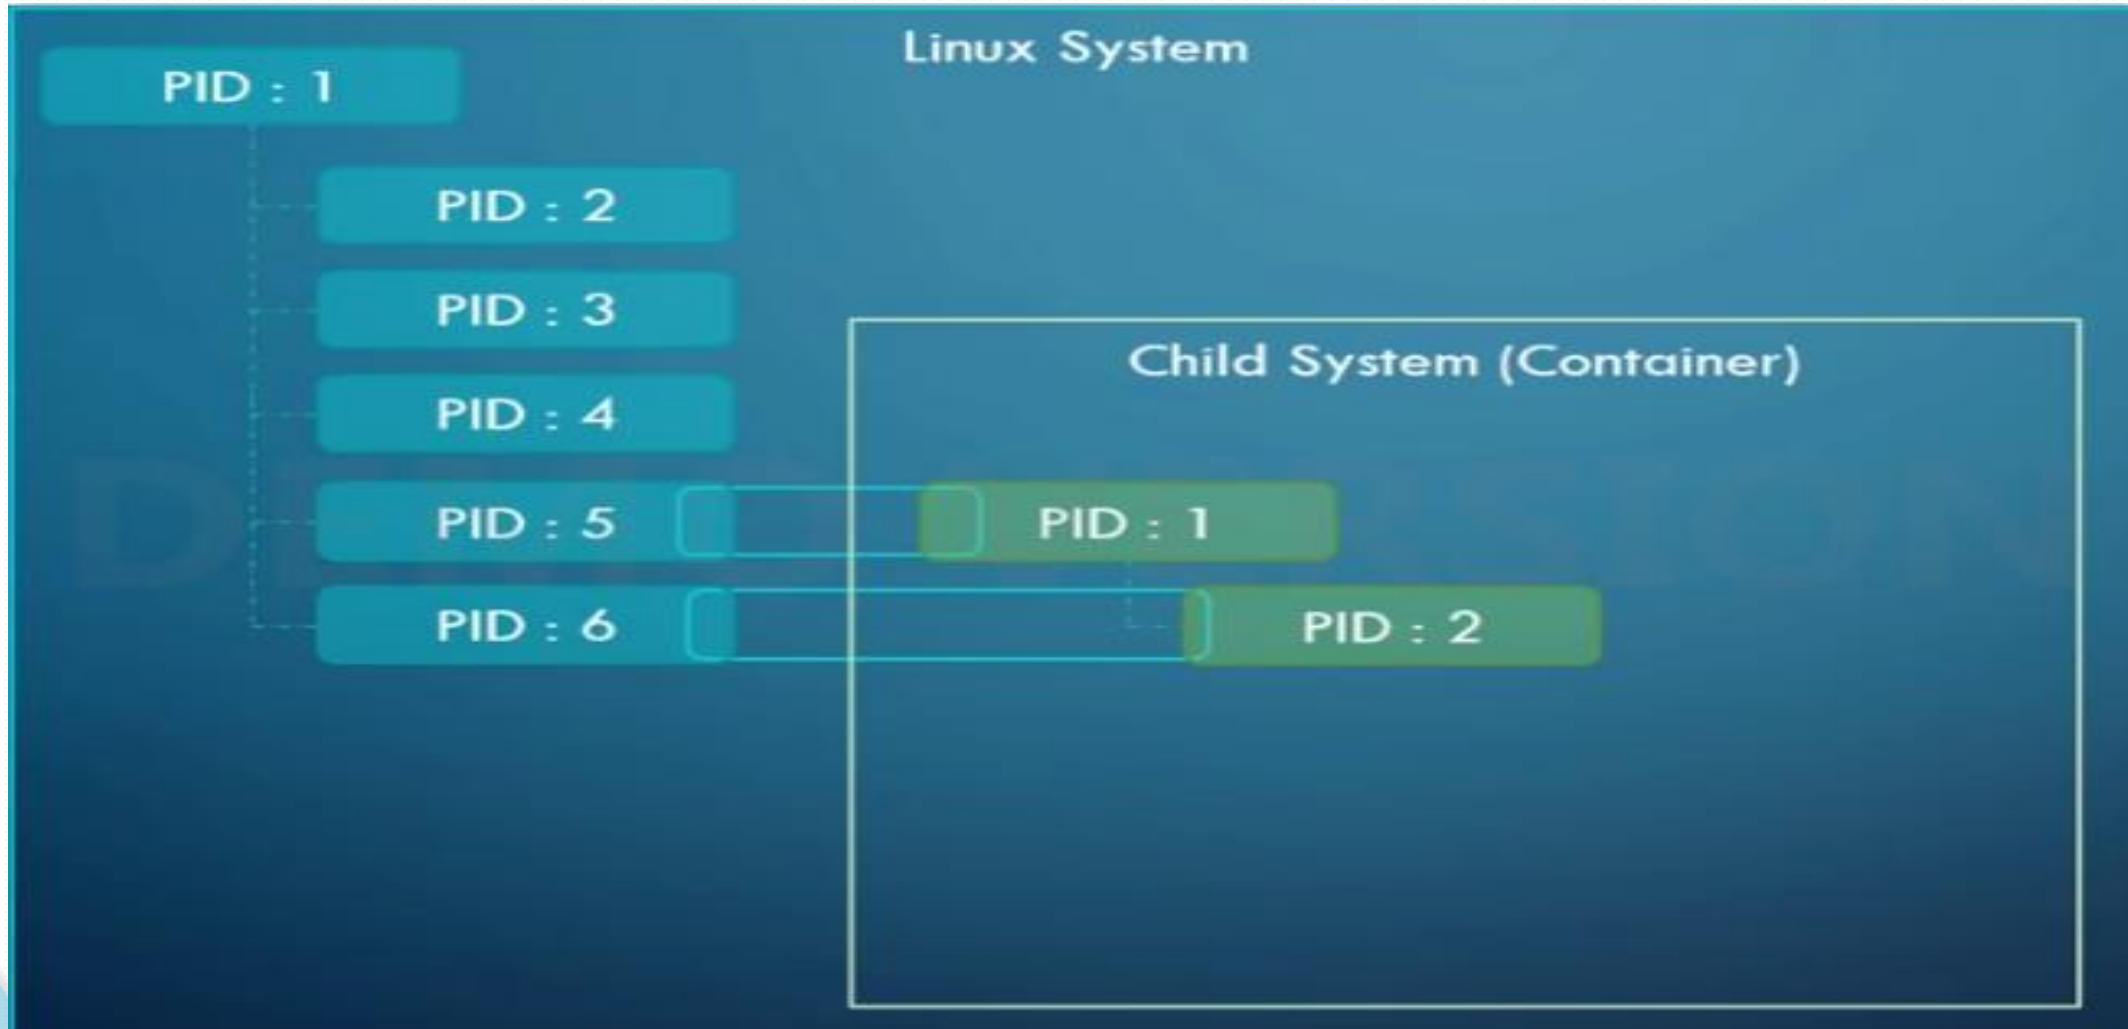 Linux System
PID : 1
PID : 2
PID : 3
PID : 4
Child System (Container)
PID : 5
PID : 1
PID : 6
PID : 2